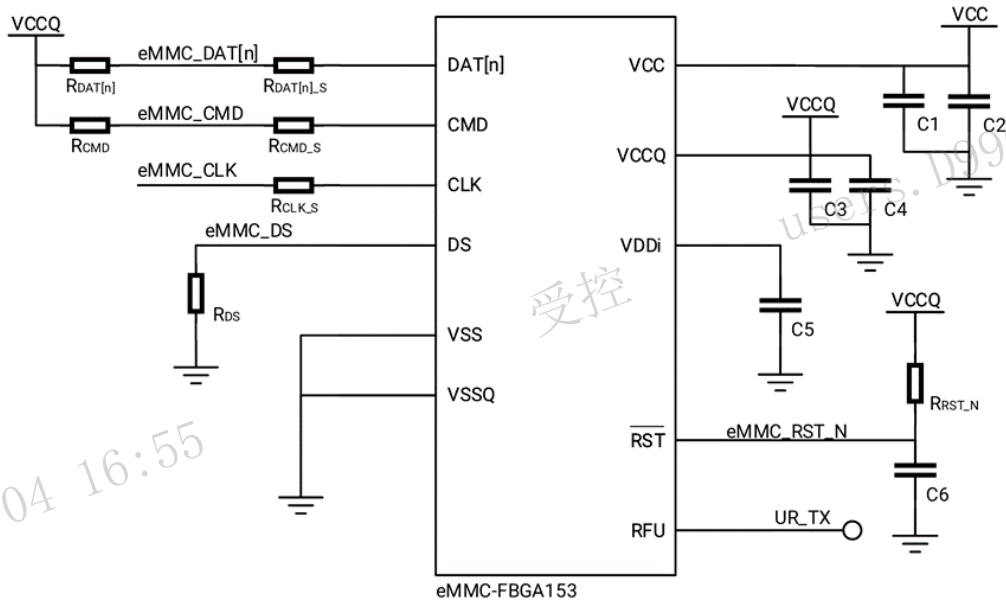 VCCQ
VCC
eMMC_DAT[n]
DAT[n]
VCC
RDAT[n]
RDAT[n]_S
VCCQ
C1
C2
eMMC_CMD
CMD
RCMD
RCMD_S
VCCQ
eMMC_CLK
CLK
RCLK_S
C3
C4
users.D99
eMMC_DS
DS
VDDi
RDS
受控
C5
VCCQ
VSS
VSSQ
RRST_N
RST
eMMC_RST_N
04 16:55
C6
RFU
UR_TX
eMMC-FBGA153